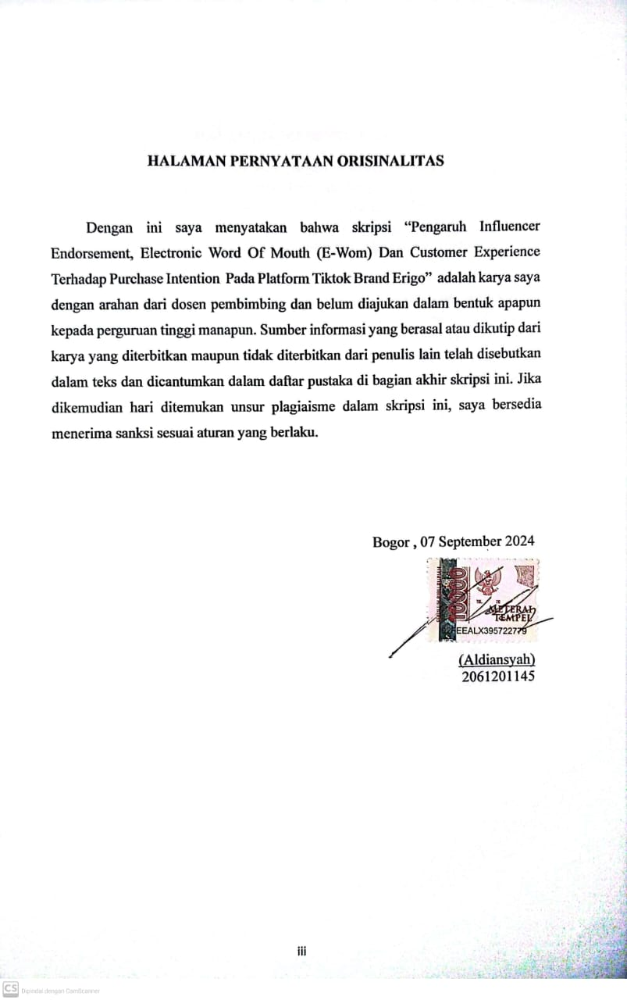 HALAMAN PERNYATAAN ORISINALITAS
Dengan ini saya menyatakan bahwa skripsi “Pengaruh Influencer
Endorsement, Electronic Word Of Mouth (E-Wom) Dan Customer Experience
Terhadap Purchase Intention Pada Platform Tiktok Brand Erigo” adalah karya saya
dengan arahan dari dosen pembimbing dan belum diajukan dalam bentuk apapun
kepada perguruan tinggi manapun. Sumber informasi yang berasal atau dikutip dari
karya yang diterbitkan maupun tidak diterbitkan dari penulis lain telah disebutkan
dalam teks dan dicantumkan dalam daftar pustaka di bagian akhir skripsi ini. Jika
dikemudian hari ditemukan unsur plagiaisme dalam skripsi ini, saya bersedia
menerima sanksi sesuai aturan yang berlaku.
Bogor , 07 September 2024
10000
METERAI
TEMPEL
EEALX395722779
(Aldiansyah)
2061201145
iii
CS Dipindai dengan CamScanner